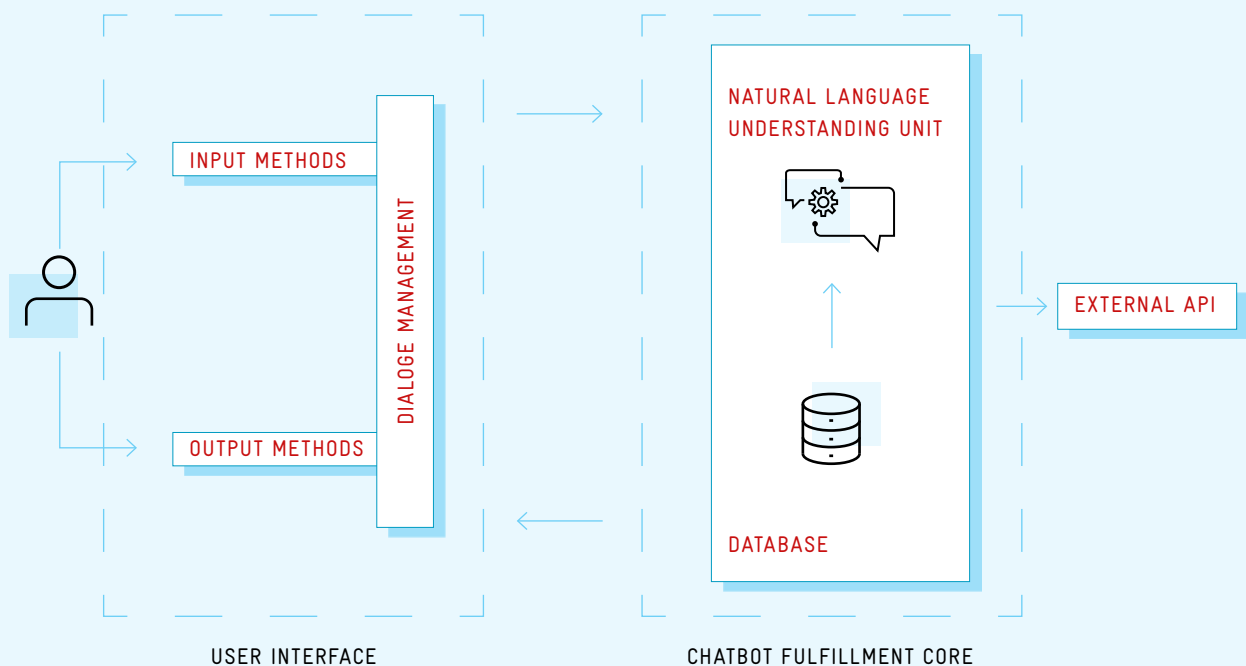 INPUT METHODS
DIALOGE MANAGEMENT
OUTPUT METHODS
USER INTERFACE
NATURAL LANGUAGE
UNDERSTANDING UNIT
DATABASE
CHATBOT FULFILLMENT CORE
EXTERNAL API